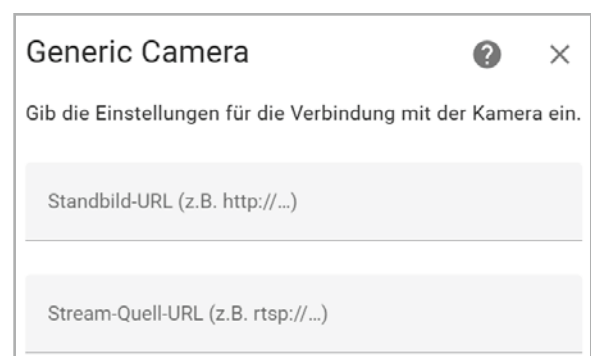 Generic Camera
Gib die Einstellungen für die Verbindung mit der Kamera ein.
Standbild-URL (z.B. http://…)
Stream-Quell-URL (z.B. rtsp://…)